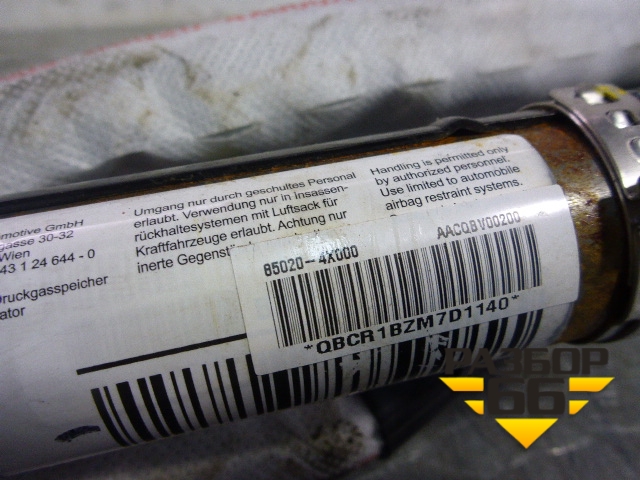 omotive GmbH
gasse 30-32
Wien
43 1 24 644 - 0
Druckgasspeicher
ator
Umgang nur durch geschultes Personal
erlaubt. Verwendung nur in insassen-
rückhaltesystemen mit Luftsack für
Kraftfahrzeuge erlaubt. Achtung nur
inerte Gegenst
Handling is permitted only
by authorized personnel.
Use limited to automobile
airbag restraint systems.
85020-4X000
AACQBV00200
*QBCR1BZM7D1140*
РАЗБОР
66